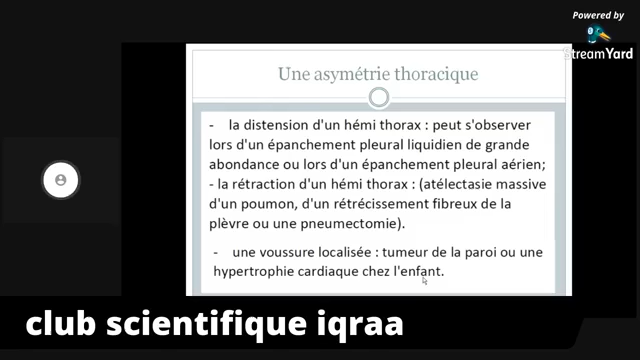 Powered by
StreamYard
Une asymétrie thoracique
- la distension d'un hémi thorax : peut s'observer
lors d'un épanchement pleural liquidien de grande
abondance ou lors d'un épanchement pleural aérien;
- la rétraction d'un hémi thorax : (atélectasie massive
d'un poumon, d'un rétrécissement fibreux de la
plèvre ou une pneumectomie).
- une voussure localisée : tumeur de la paroi ou une
hypertrophie cardiaque chez l'enfant.
club scientifique iqraa